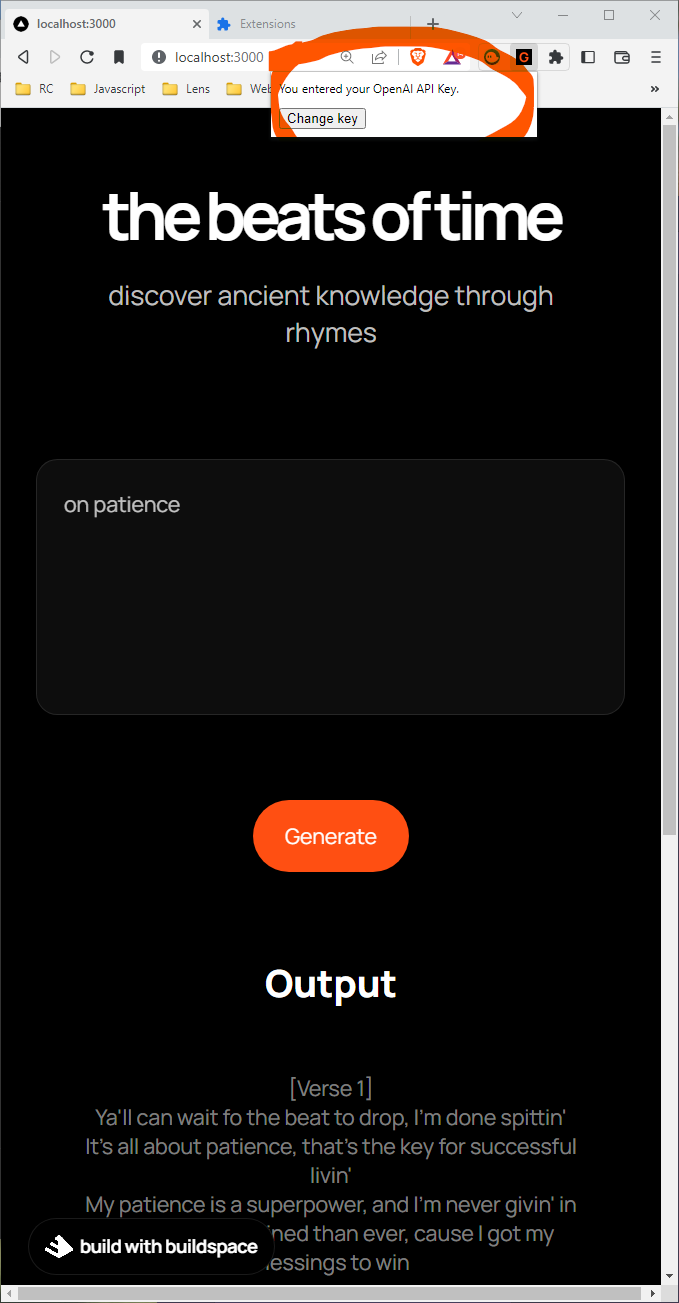 localhost:3000
Extensions
localhost:3000
G
RC
Javascript
Lens
Web
You entered your OpenAI API Key.
Change key
the beats of time
discover ancient knowledge through
rhymes
on patience
Generate
Output
[Verse 1]
Ya'll can wait fo the beat to drop, I'm done spittin'
It's all about patience, that's the key for successful
livin'
My patience is a superpower, and I'm never givin' in
than ever, cause I got my
to win
build with buildspace